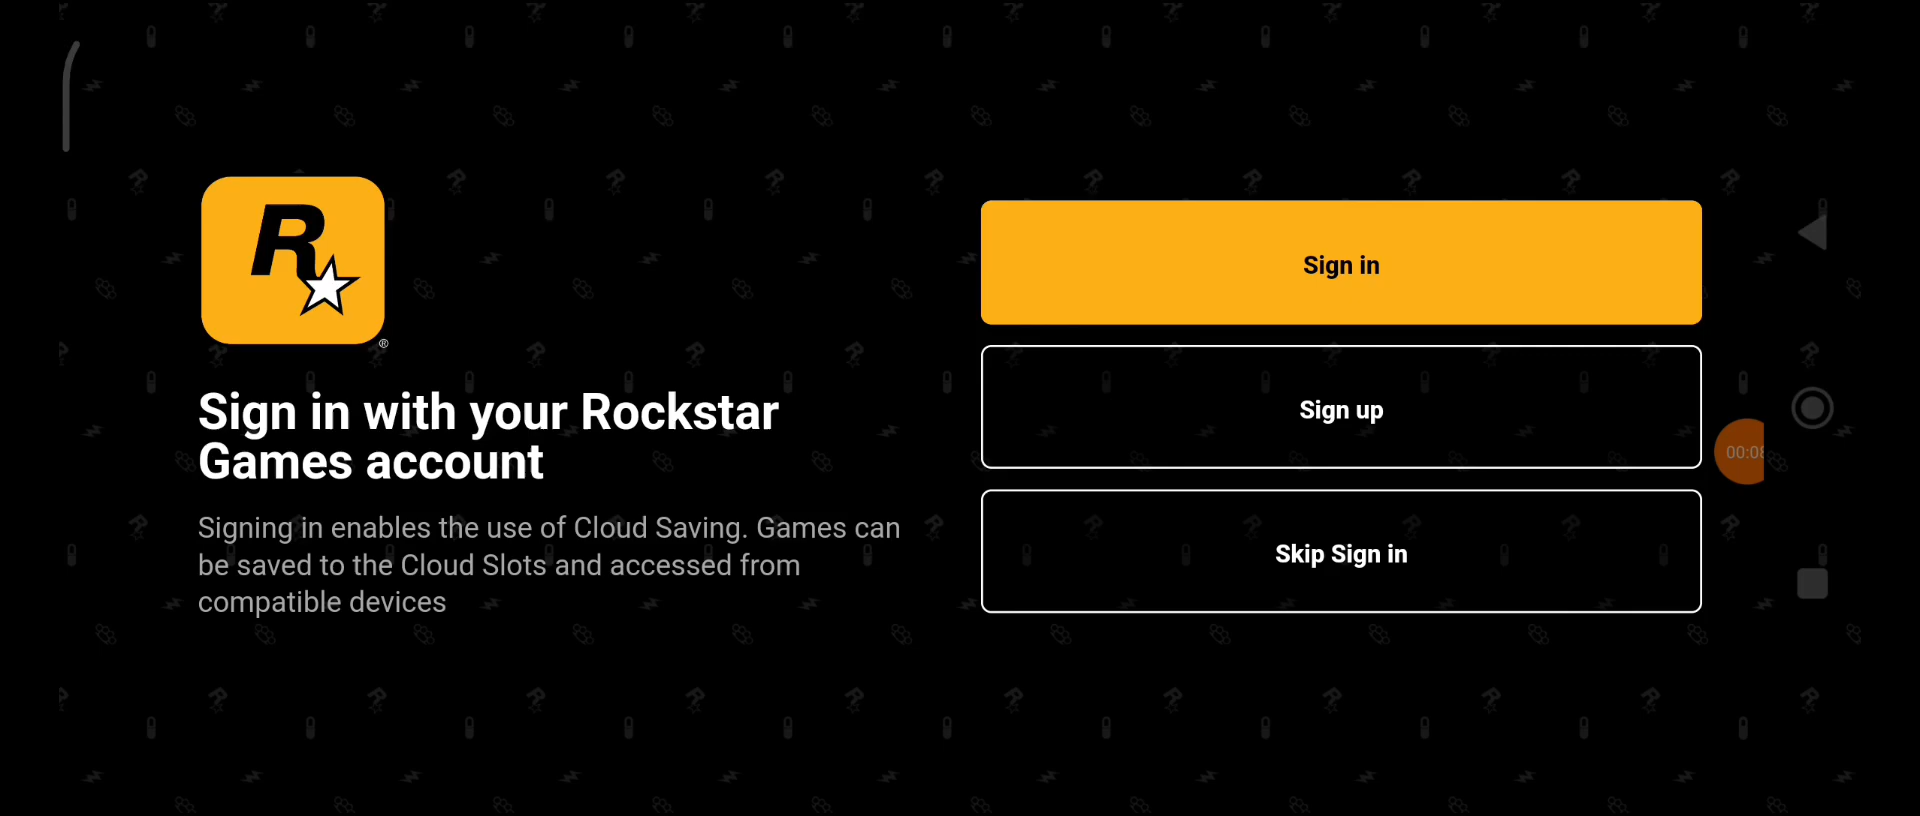 R
®
Sign in with your Rockstar
Games account
Signing in enables the use of Cloud Saving. Games can
be saved to the Cloud Slots and accessed from
compatible devices
Sign in
Sign up
Skip Sign in